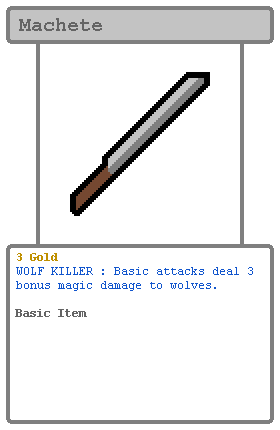 Machete
3 Gold
WOLF KILLER : Basic attacks deal 3
bonus magic damage to wolves.
Basic Item